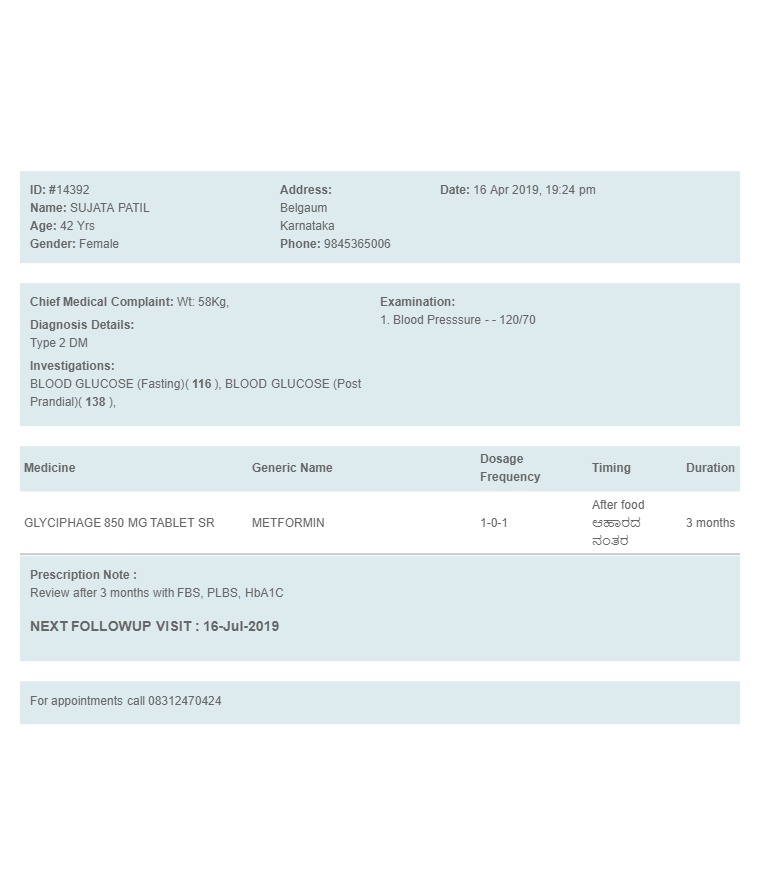 ID: #14392
Name: SUJATA PATIL
Age: 42 Yrs
Gender: Female
Address:
Belgaum
Karnataka
Phone: 9845365006
Date: 16 Apr 2019, 19:24 pm
Chief Medical Complaint: Wt: 58Kg,
Diagnosis Details:
Type 2 DM
Investigations:
BLOOD GLUCOSE (Fasting)( 116 ), BLOOD GLUCOSE (Post
Prandial)( 138 ),
Examination:
1. Blood Presssure - - 120/70
Medicine Generic Name Dosage Frequency Timing Duration
GLYCIPHAGE 850 MG TABLET SR METFORMIN 1-0-1 After food ಆಹಾರದ ನಂತರ 3 months
Prescription Note :
Review after 3 months with FBS, PLBS, HbA1C
NEXT FOLLOWUP VISIT : 16-Jul-2019
For appointments call 08312470424